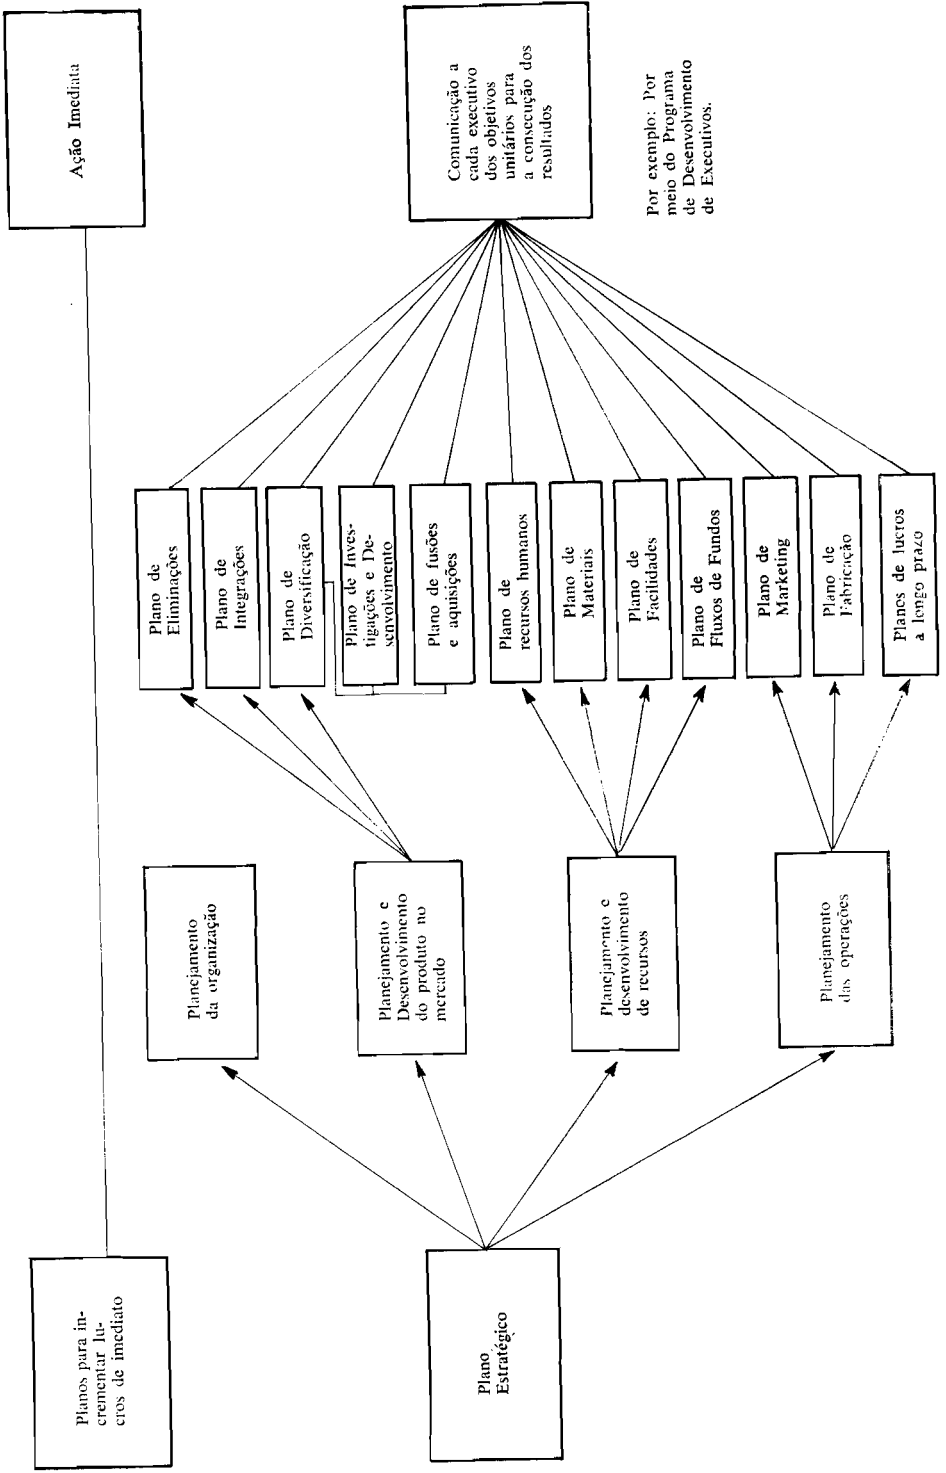 Planos para in-
crementar lu-
cros de imediato
Ação Imediata
Plano
Estratégico
Planejamento
da organização
Planejamento e
Desenvolvimento
do produto no
mercado
Planejamento e
desenvolvimento
de recursos
Planejamento
das operações
Plano de
Eliminações
Plano de
Integrações
Plano de
Diversificação
Plano de Inves-
tigações e De-
senvolvimento
Plano de fusões
e aquisições
Plano de
recursos humanos
Plano de
Materiais
Plano de
Facilidades
Plano de
Fluxos de Fundos
Plano de
Marketing
Plano de
Fabricação
Planos de lucros
a longo prazo
Comunicação a
cada executivo
dos objetivos
unitários para
a consecução dos
resultados
Por exemplo: Por
meio do Programa
de Desenvolvimento
de Executivos.